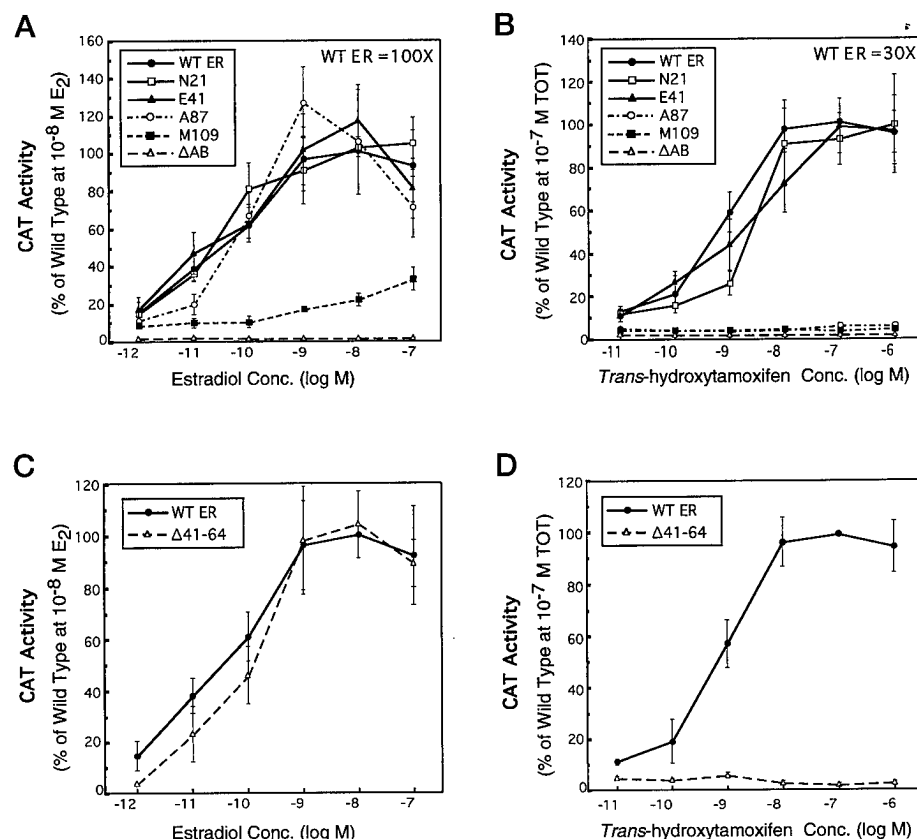 A
CAT Activity
(% of Wild Type at 10-8 M E2)
160
140
120
100
80
60
40
20
0
WT ER
N21
E41
A87
M109
ΔAB
WT ER =100X
-12 -11 -10 -9 -8 -7
Estradiol Conc. (log M)
B
CAT Activity
(% of Wild Type at 10-7 M TOT)
140
120
100
80
60
40
20
0
WT ER
N21
E41
A87
M109
ΔAB
WT ER =30X
-11 -10 -9 -8 -7 -6
Trans-hydroxytamoxifen Conc. (log M)
C
CAT Activity
(% of Wild Type at 10-8 M E2)
120
100
80
60
40
20
0
WT ER
Δ41-64
-12 -11 -10 -9 -8 -7
Estradiol Conc. (log M)
D
CAT Activity
(% of Wild Type at 10-7 M TOT)
120
100
80
60
40
20
0
WT ER
Δ41-64
-11 -10 -9 -8 -7 -6
Trans-hydroxytamoxifen Conc. (log M)